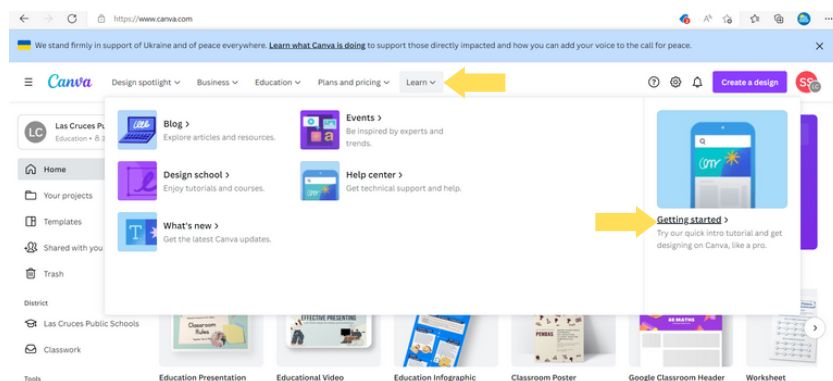 https://www.canva.com
We stand firmly in support of Ukraine and of peace everywhere. Learn what Canva is doing to support those directly impacted and how you can add your voice to the call for peace.
Canva
Design spotlight
Business
Education
Plans and pricing
Learn
Create a design
SS
LC
LC
Las Cruces Pu
Education •
Home
Your projects
Templates
Shared with you
Trash
District
Las Cruces Public Schools
Classwork
Tools
Blog >
Explore articles and resources.
Design school >
Enjoy tutorials and courses.
What's new >
Get the latest Canva updates.
Events >
Be inspired by experts and
trends.
Help center >
Get technical support and help.
Getting started >
Try our quick intro tutorial and get
designing on Canva, like a pro.
Classroom
Rules
EFFECTIVE PRESENTING
PEMDAS
BE MATHS
Education Presentation
Educational Video
Education Infographic
Classroom Poster
Google Classroom Header
Worksheet